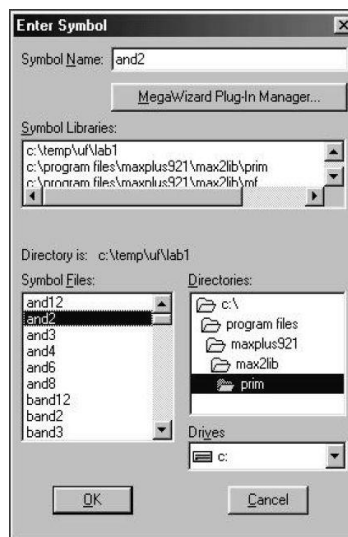 Enter Symbol
Symbol Name: and2
MegaWizard Plug-In Manager...
Symbol Libraries:
c:\temp\uf\lab1
c:\program files\maxplus921\max2lib\prim
c:\program files\maxplus921\max2lib\mf
Directory is: c:\temp\uf\lab1
Symbol Files:
and12
and2
and3
and4
and6
and8
band12
band2
band3
Directories:
c:\
program files
maxplus921
max2lib
prim
Drives
c:
OK
Cancel